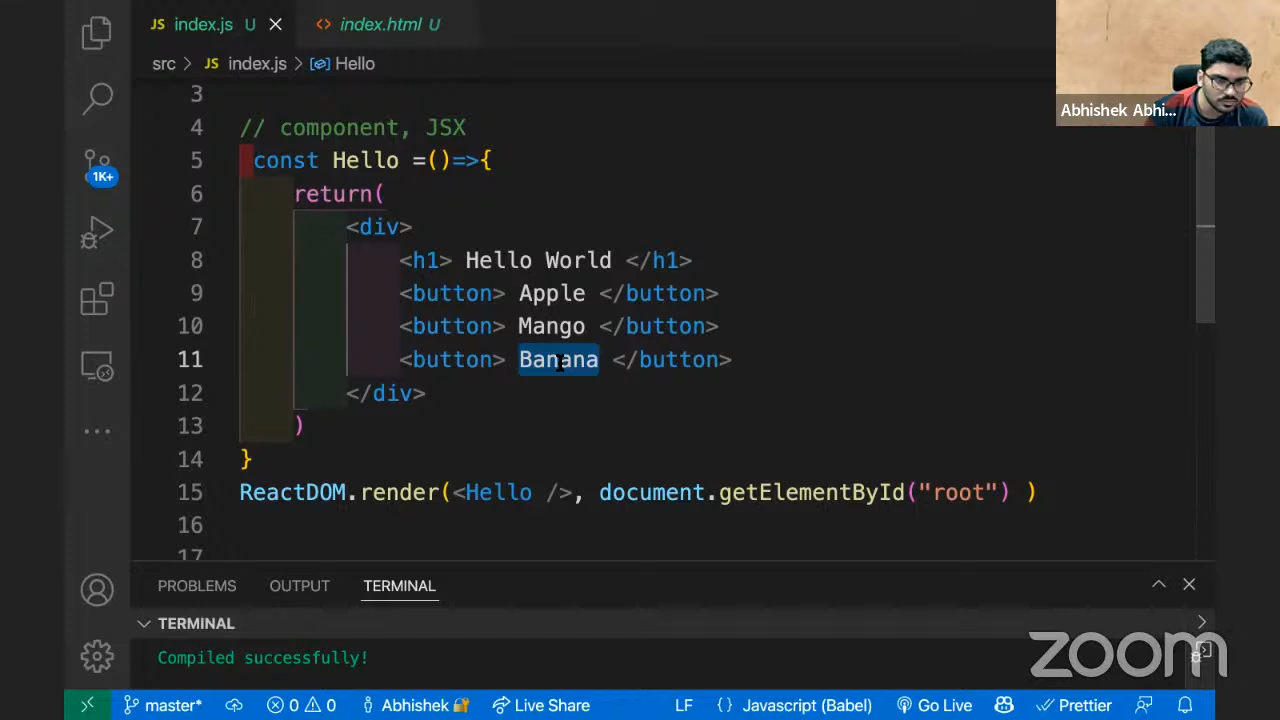 JS index.js U
<> index.html U
src > JS index.js > Hello
Abhishek Abhi...
3
4 // component, JSX
5 const Hello =()=>{
6 return(
7 <div>
8 <h1> Hello World </h1>
9 <button> Apple </button>
10 <button> Mango </button>
11 <button> Banana </button>
12 </div>
13 )
14 }
15 ReactDOM.render(<Hello />, document.getElementById("root") )
16
17
1K+
PROBLEMS OUTPUT TERMINAL
TERMINAL
Compiled successfully!
zoom
master* 0 0 Abhishek Live Share LF {} Javascript (Babel) Go Live Prettier